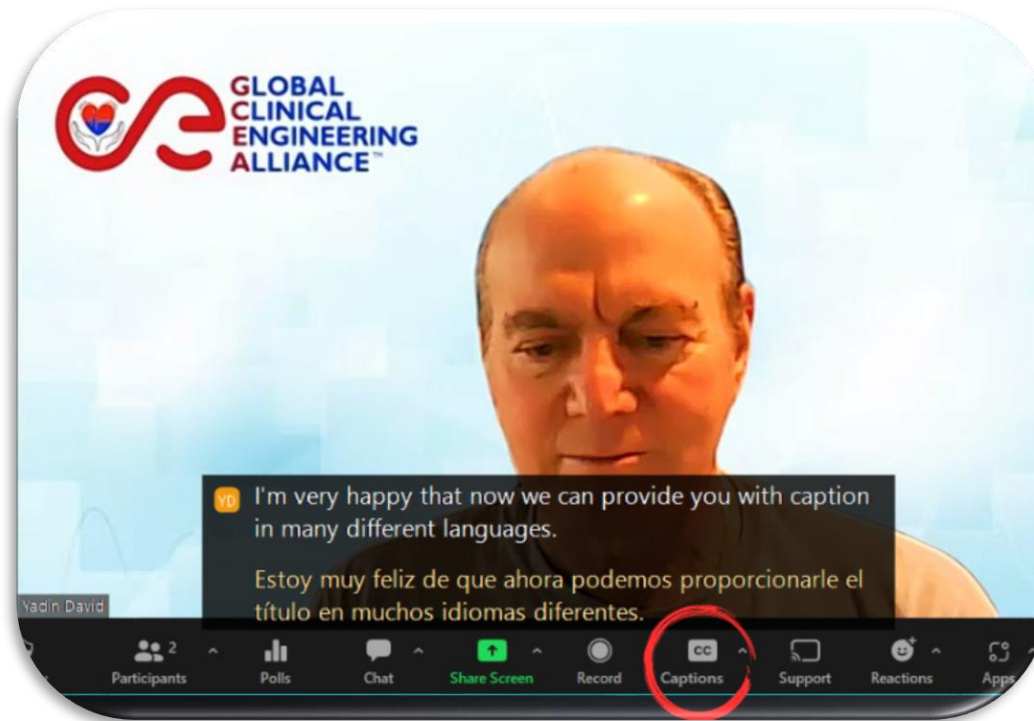 GLOBAL
CLINICAL
ENGINEERING
ALLIANCE™
YD
I'm very happy that now we can provide you with caption
in many different languages.
Estoy muy feliz de que ahora podemos proporcionarle el
título en muchos idiomas diferentes.
Yadin David
2
CC
Participants
Polls
Chat
Share Screen
Record
Captions
Support
Reactions
Apps